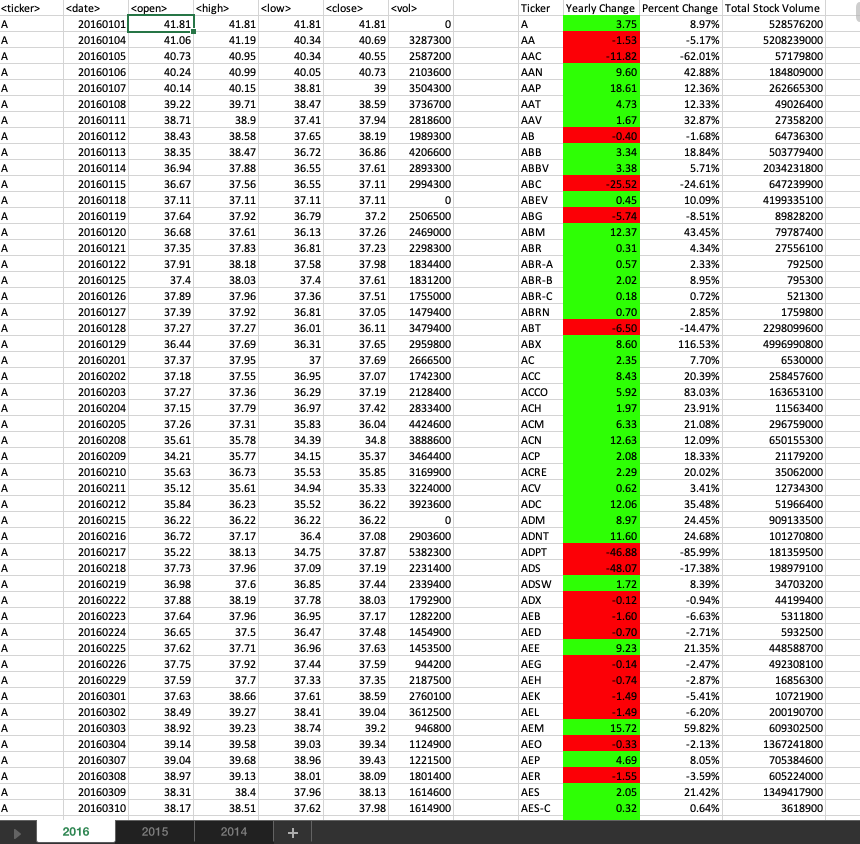 <ticker> <date> <open> <high> <low> <close> <vol> Ticker Yearly Change Percent Change Total Stock Volume
A 20160101 41.81 41.81 41.81 41.81 0 A 3.75 8.97% 528576200
A 20160104 41.06 41.19 40.34 40.69 3287300 AA -1.53 -5.17% 5208239000
A 20160105 40.73 40.95 40.34 40.55 2587200 AAC -11.82 -62.01% 57179800
A 20160106 40.24 40.99 40.05 40.73 2103600 AAN 9.60 42.88% 184809000
A 20160107 40.14 40.15 38.81 39 3504300 AAP 18.61 12.36% 262665300
A 20160108 39.22 39.71 38.47 38.59 3736700 AAT 4.73 12.33% 49026400
A 20160111 38.71 38.9 37.41 37.94 2818600 AAV 1.67 32.87% 27358200
A 20160112 38.43 38.58 37.65 38.19 1989300 AB -0.40 -1.68% 64736300
A 20160113 38.35 38.47 36.72 36.86 4206600 ABB 3.34 18.84% 503779400
A 20160114 36.94 37.88 36.55 37.61 2893300 ABBV 3.38 5.71% 2034231800
A 20160115 36.67 37.56 36.55 37.11 2994300 ABC -25.52 -24.61% 647239900
A 20160118 37.11 37.11 37.11 37.11 0 ABEV 0.45 10.09% 4199335100
A 20160119 37.64 37.92 36.79 37.2 2506500 ABG -5.74 -8.51% 89828200
A 20160120 36.68 37.61 36.13 37.26 2469000 ABM 12.37 43.45% 79787400
A 20160121 37.35 37.83 36.81 37.23 2298300 ABR 0.31 4.34% 27556100
A 20160122 37.91 38.18 37.58 37.98 1834400 ABR-A 0.57 2.33% 792500
A 20160125 37.4 38.03 37.4 37.61 1831200 ABR-B 2.02 8.95% 795300
A 20160126 37.89 37.96 37.36 37.51 1755000 ABR-C 0.18 0.72% 521300
A 20160127 37.39 37.92 36.81 37.05 1479400 ABRN 0.70 2.85% 1759800
A 20160128 37.27 37.27 36.01 36.11 3479400 ABT -6.50 -14.47% 2298099600
A 20160129 36.44 37.69 36.31 37.65 2959800 ABX 8.60 116.53% 4996990800
A 20160201 37.37 37.95 37 37.69 2666500 AC 2.35 7.70% 6530000
A 20160202 37.18 37.55 36.95 37.07 1742300 ACC 8.43 20.39% 258457600
A 20160203 37.27 37.36 36.29 37.19 2128400 ACCO 5.92 83.03% 163653100
A 20160204 37.15 37.79 36.97 37.42 2833400 ACH 1.97 23.91% 11563400
A 20160205 37.26 37.31 35.83 36.04 4424600 ACM 6.33 21.08% 296759000
A 20160208 35.61 35.78 34.39 34.8 3888600 ACN 12.63 12.09% 650155300
A 20160209 34.21 35.77 34.15 35.37 3464400 ACP 2.08 18.33% 21179200
A 20160210 35.63 36.73 35.53 35.85 3169900 ACRE 2.29 20.02% 35062000
A 20160211 35.12 35.61 34.94 35.33 3224000 ACV 0.62 3.41% 12734300
A 20160212 35.84 36.23 35.52 36.22 3923600 ADC 12.06 35.48% 51966400
A 20160215 36.22 36.22 36.22 36.22 0 ADM 8.97 24.45% 909133500
A 20160216 36.72 37.17 36.4 37.08 2903600 ADNT 11.60 24.68% 101270800
A 20160217 35.22 38.13 34.75 37.87 5382300 ADPT -46.88 -85.99% 181359500
A 20160218 37.73 37.96 37.09 37.19 2231400 ADS -48.07 -17.38% 198979100
A 20160219 36.98 37.6 36.85 37.44 2339400 ADSW 1.72 8.39% 34703200
A 20160222 37.88 38.19 37.78 38.03 1792900 ADX -0.12 -0.94% 44199400
A 20160223 37.64 37.96 36.95 37.17 1282200 AEB -1.60 -6.63% 5311800
A 20160224 36.65 37.5 36.47 37.48 1454900 AED -0.70 -2.71% 5932500
A 20160225 37.62 37.71 36.96 37.63 1453500 AEE 9.23 21.35% 448588700
A 20160226 37.75 37.92 37.44 37.59 944200 AEG -0.14 -2.47% 492308100
A 20160229 37.59 37.7 37.33 37.35 2187500 AEH -0.74 -2.87% 16856300
A 20160301 37.63 38.66 37.61 38.59 2760100 AEK -1.49 -5.41% 10721900
A 20160302 38.49 39.27 38.41 39.04 3612500 AEL -1.49 -6.20% 200190700
A 20160303 38.92 39.23 38.74 39.2 946800 AEM 15.72 59.82% 609302500
A 20160304 39.14 39.58 39.03 39.34 1124900 AEO -0.33 -2.13% 1367241800
A 20160307 39.04 39.68 38.96 39.43 1221500 AEP 4.69 8.05% 705384600
A 20160308 38.97 39.13 38.01 38.09 1801400 AER -1.55 -3.59% 605224000
A 20160309 38.31 38.4 37.96 38.13 1614600 AES 2.05 21.42% 1349417900
A 20160310 38.17 38.51 37.62 37.98 1614900 AES-C 0.32 0.64% 3618900
2016 2015 2014 +